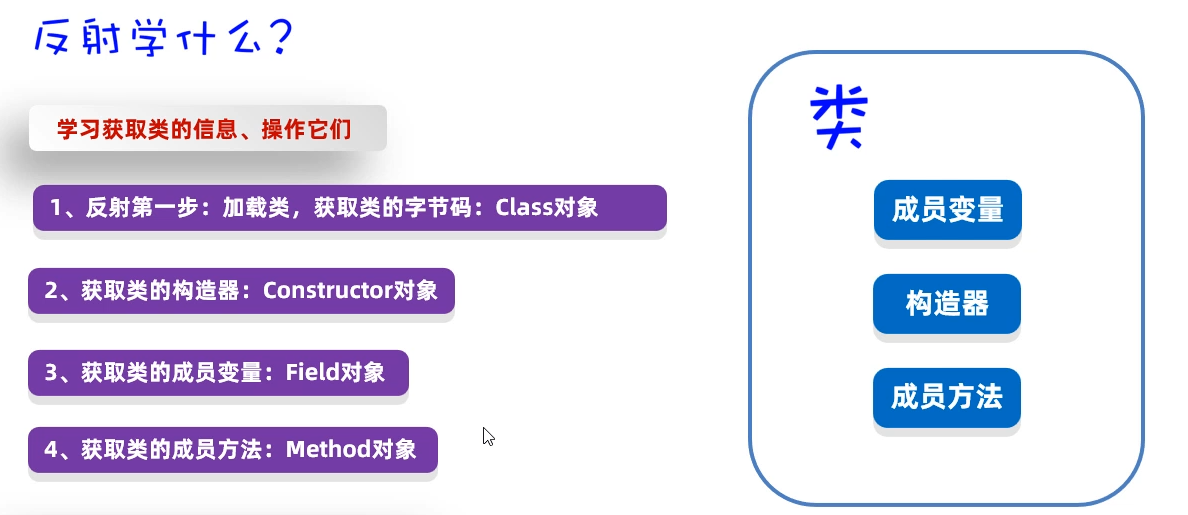 反射学什么?
学习获取类的信息、操作它们
1、反射第一步：加载类，获取类的字节码：Class对象
2、获取类的构造器：Constructor对象
3、获取类的成员变量：Field对象
4、获取类的成员方法：Method对象
类
成员变量
构造器
成员方法